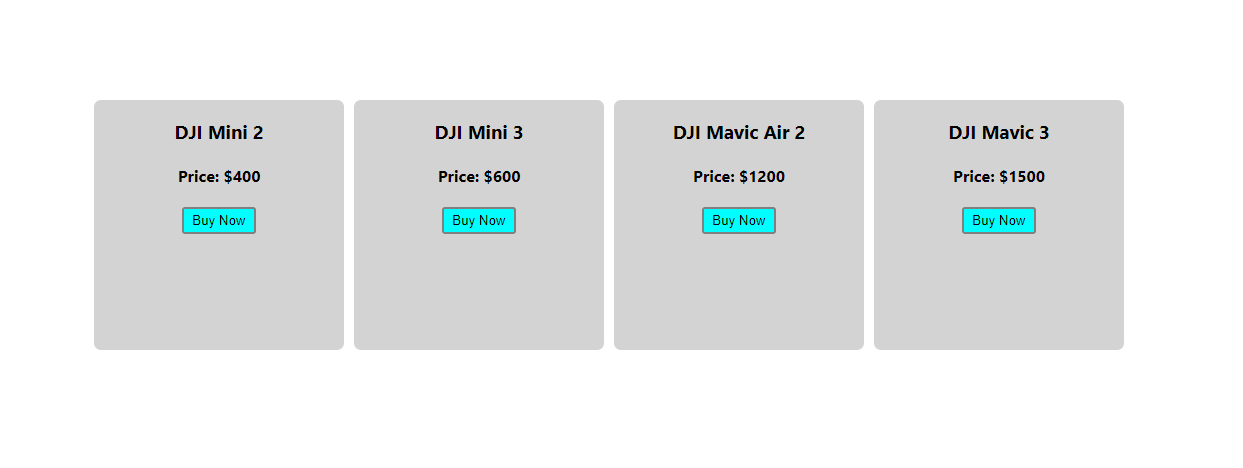 DJI Mini 2
Price: $400
Buy Now
DJI Mini 3
Price: $600
Buy Now
DJI Mavic Air 2
Price: $1200
Buy Now
DJI Mavic 3
Price: $1500
Buy Now